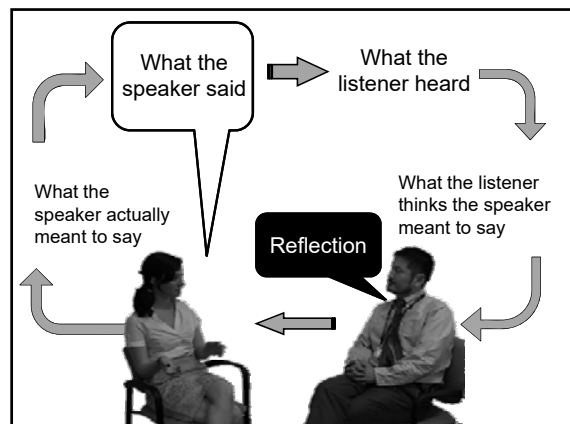 What the
speaker said
What the
listener heard
What the listener
thinks the speaker
meant to say
Reflection
What the
speaker actually
meant to say